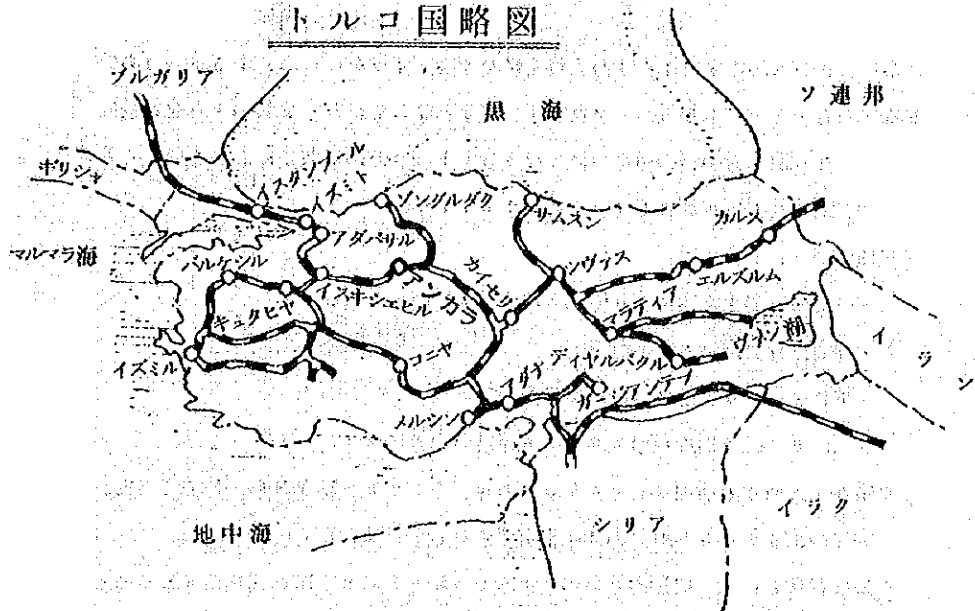 トルコ国略図
ブルガリア
黒海
ソ連邦
ギリシャ
イスタンブール
イズミト
ゾングルダク
サムスン
カルス
マルマラ海
アダパザル
バルケシル
シヴァス
エルズルム
イスキシェヒル
アンカラ
カイセリ
キュタヒヤ
マラティア
ヴァン湖
イズミル
コニヤ
ディヤルバクル
イラン
アダナ
ガジアンテブ
メルシン
地中海
シリア
イラク